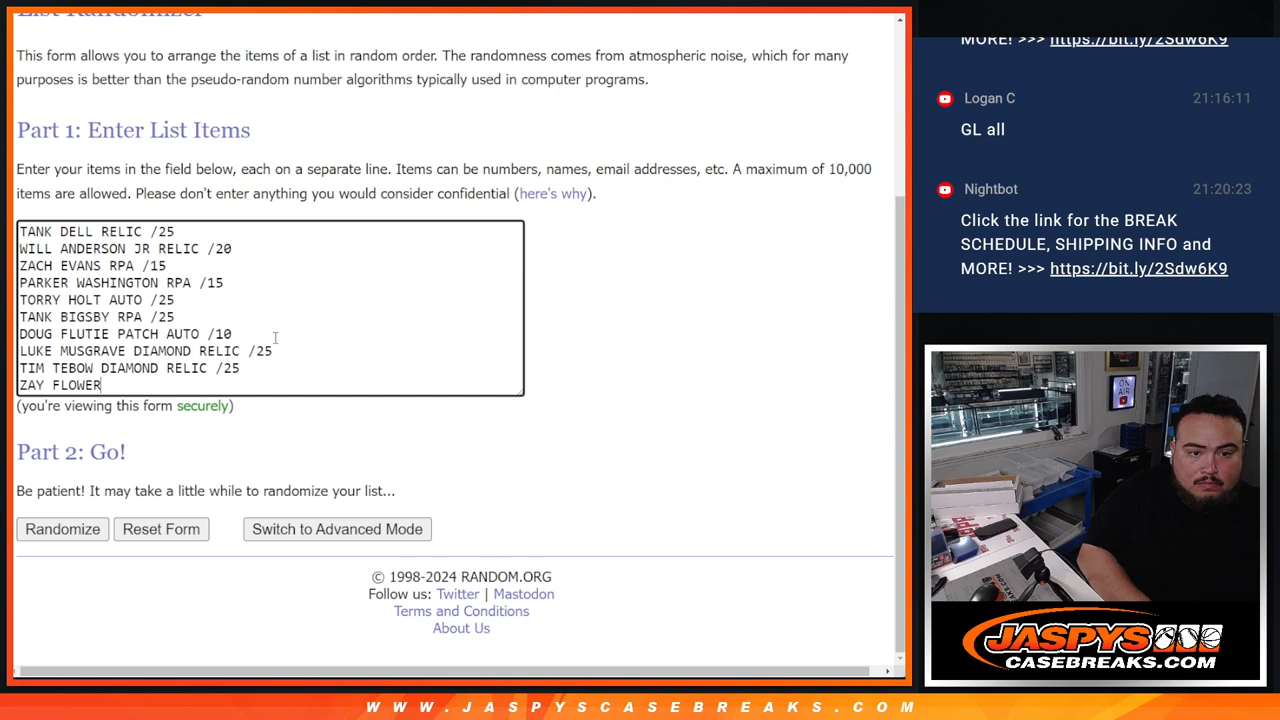 List Randomizer
This form allows you to arrange the items of a list in random order. The randomness comes from atmospheric noise, which for many
purposes is better than the pseudo-random number algorithms typically used in computer programs.
Part 1: Enter List Items
Enter your items in the field below, each on a separate line. Items can be numbers, names, email addresses, etc. A maximum of 10,000
items are allowed. Please don't enter anything you would consider confidential (here's why).
TANK DELL RELIC /25
WILL ANDERSON JR RELIC /20
ZACH EVANS RPA /15
PARKER WASHINGTON RPA /15
TORRY HOLT AUTO /25
TANK BIGSBY RPA /25
DOUG FLUTIE PATCH AUTO /10
LUKE MUSGRAVE DIAMOND RELIC /25
TIM TEBOW DIAMOND RELIC /25
ZAY FLOWER
(you're viewing this form securely)
Part 2: Go!
Be patient! It may take a little while to randomize your list...
Randomize
Reset Form
Switch to Advanced Mode
© 1998-2024 RANDOM.ORG
Follow us: Twitter | Mastodon
Terms and Conditions
About Us
MORE! >>> https://bit.ly/2Sdw6K9
Logan C 21:16:11
GL all
Nightbot 21:20:23
Click the link for the BREAK
SCHEDULE, SHIPPING INFO and
MORE! >>> https://bit.ly/2Sdw6K9
ON
AIR
JASPYS
CASEBREAKS.COM
WWW.JASPYSCASEBREAKS.COM